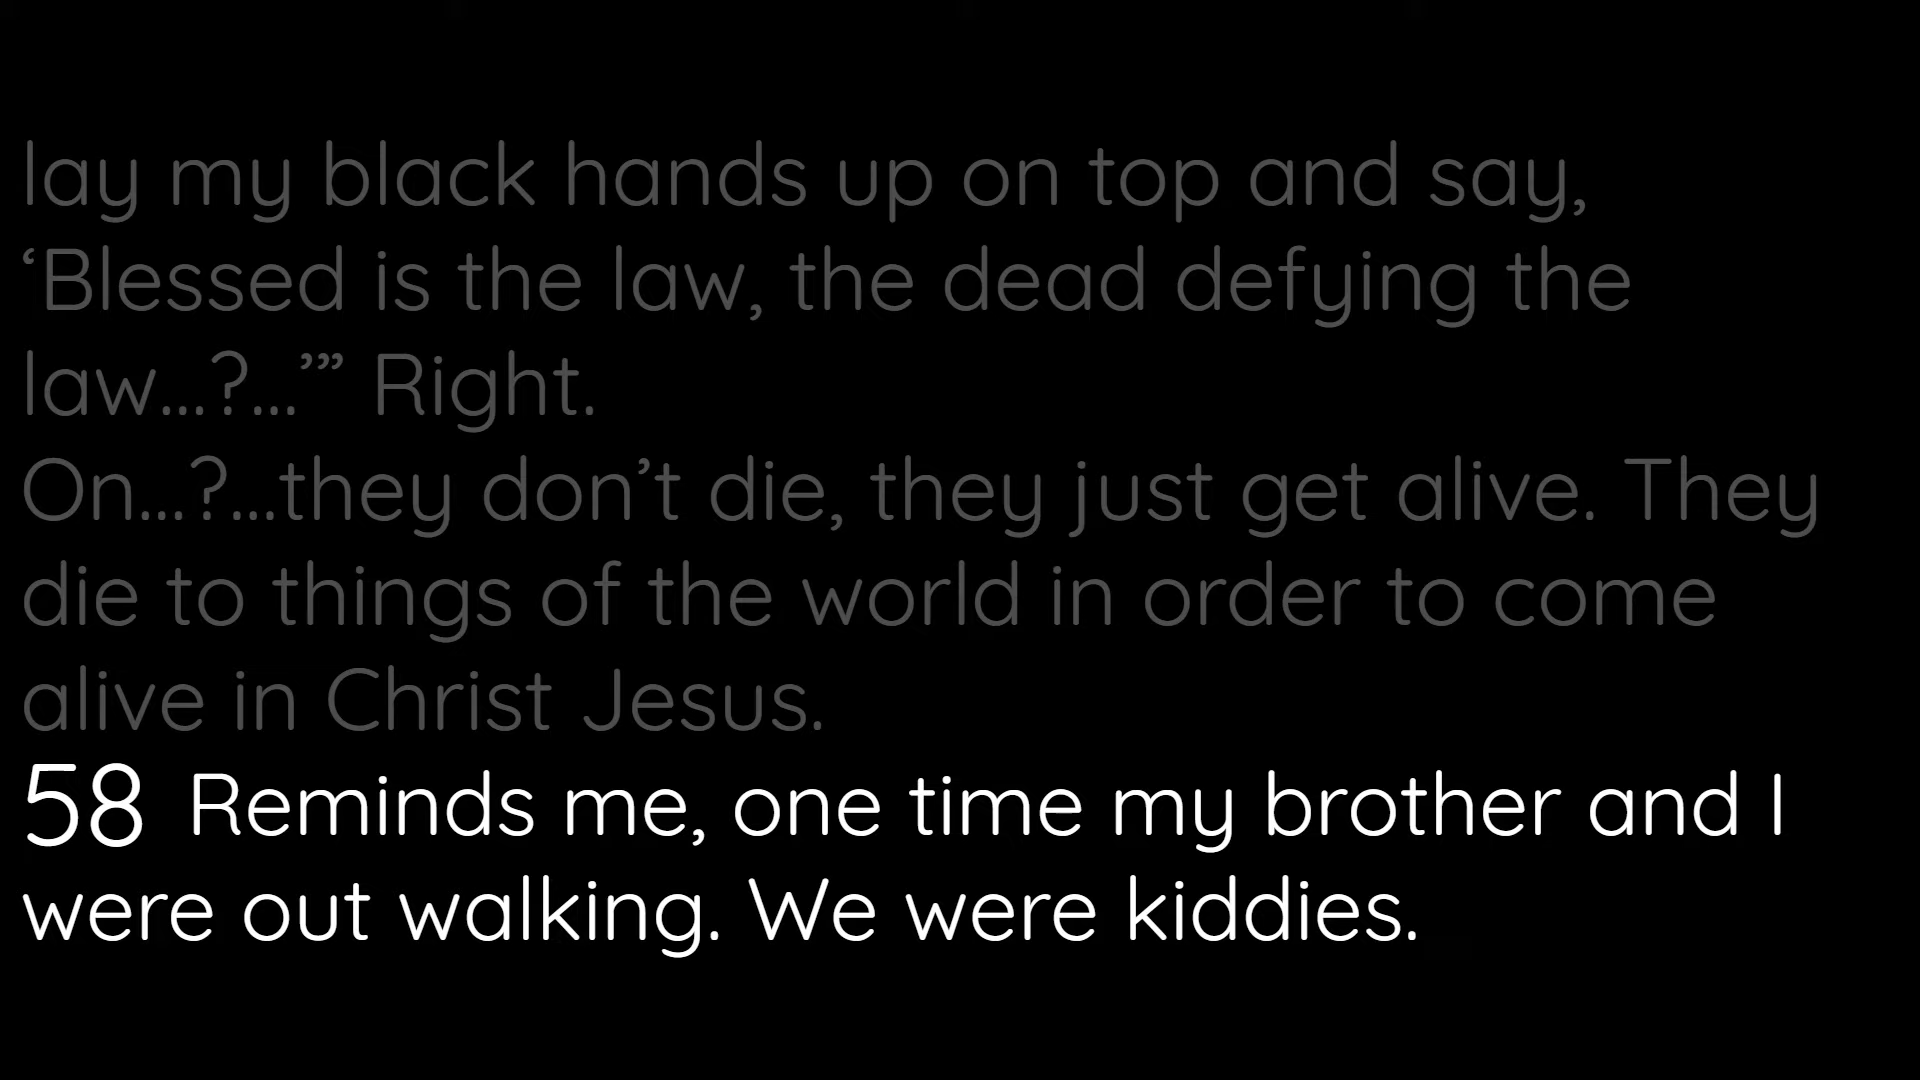 lay my black hands up on top and say,
‘Blessed is the law, the dead defying the
law...?...’” Right.
On...?...they don’t die, they just get alive. They
die to things of the world in order to come
alive in Christ Jesus.
58 Reminds me, one time my brother and I
were out walking. We were kiddies.